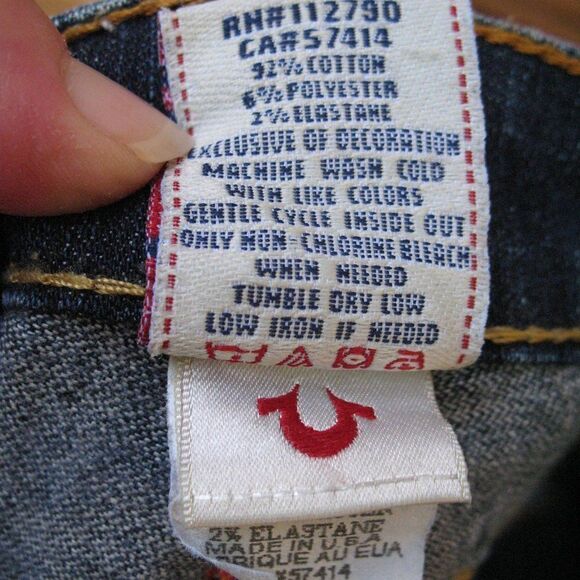 RN#112790
CA#57414
92% COTTON
6% POLYESTER
2% ELASTANE
EXCLUSIVE OF DECORATION
MACHINE WASH COLD
WITH LIKE COLORS
GENTLE CYCLE INSIDE OUT
ONLY NON-CHLORINE BLEACH
WHEN NEEDED
TUMBLE DRY LOW
LOW IRON IF NEEDED
2% ELASTANE
MADE IN U.S.A
FRIQUE AU EUA
57414